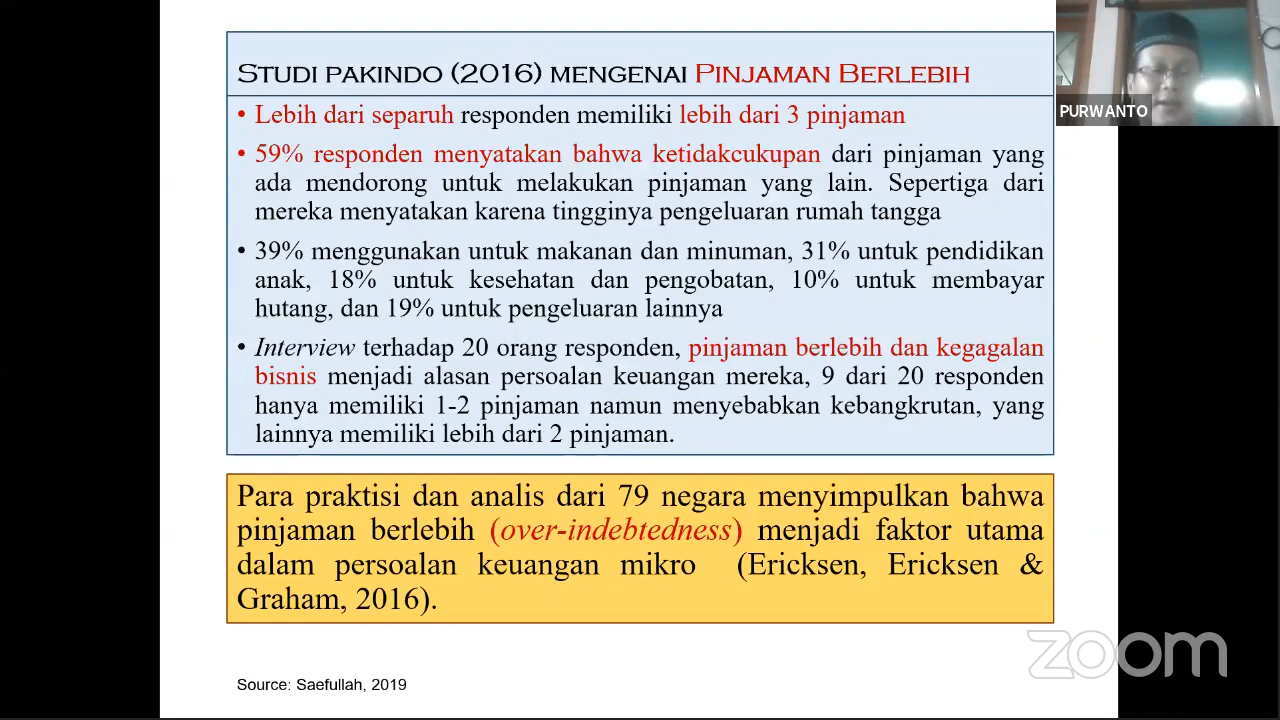 STUDI PAKINDO (2016) MENGENAI PINJAMAN BERLEBIH
• Lebih dari separuh responden memiliki lebih dari 3 pinjaman
• 59% responden menyatakan bahwa ketidakcukupan dari pinjaman yang
ada mendorong untuk melakukan pinjaman yang lain. Sepertiga dari
mereka menyatakan karena tingginya pengeluaran rumah tangga
• 39% menggunakan untuk makanan dan minuman, 31% untuk pendidikan
anak, 18% untuk kesehatan dan pengobatan, 10% untuk membayar
hutang, dan 19% untuk pengeluaran lainnya
• Interview terhadap 20 orang responden, pinjaman berlebih dan kegagalan
bisnis menjadi alasan persoalan keuangan mereka, 9 dari 20 responden
hanya memiliki 1-2 pinjaman namun menyebabkan kebangkrutan, yang
lainnya memiliki lebih dari 2 pinjaman.
Para praktisi dan analis dari 79 negara menyimpulkan bahwa
pinjaman berlebih (over-indebtedness) menjadi faktor utama
dalam persoalan keuangan mikro (Ericksen, Ericksen &
Graham, 2016).
Source: Saefullah, 2019
PURWANTO
zoom